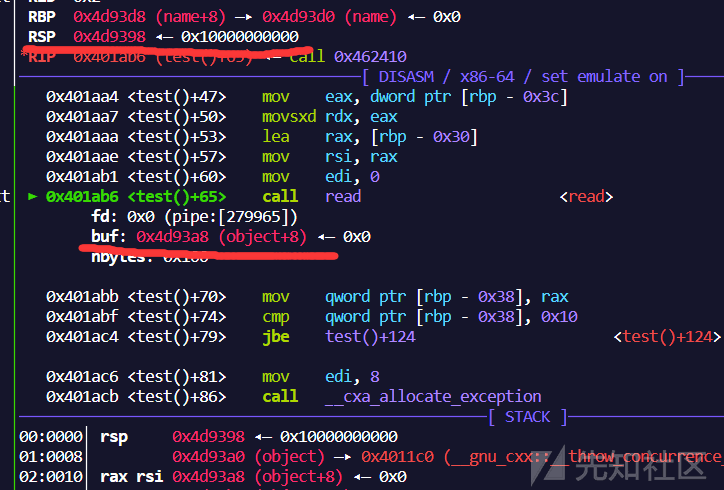 RBP 0x4d93d8 (name+8) —▸ 0x4d93d0 (name) ◂— 0x0
RSP 0x4d9398 ◂— 0x10000000000
*RIP 0x401ab6 (test()+65) ◂— call 0x462410
[ DISASM / x86-64 / set emulate on ]
0x401aa4 <test()+47> mov eax, dword ptr [rbp - 0x3c]
0x401aa7 <test()+50> movsxd rdx, eax
0x401aaa <test()+53> lea rax, [rbp - 0x30]
0x401aae <test()+57> mov rsi, rax
0x401ab1 <test()+60> mov edi, 0
► 0x401ab6 <test()+65> call read <read>
fd: 0x0 (pipe:[279965])
buf: 0x4d93a8 (object+8) ◂— 0x0
nbytes: 0x100
0x401abb <test()+70> mov qword ptr [rbp - 0x38], rax
0x401abf <test()+74> cmp qword ptr [rbp - 0x38], 0x10
0x401ac4 <test()+79> jbe test()+124 <test()+124>
0x401ac6 <test()+81> mov edi, 8
0x401acb <test()+86> call __cxa_allocate_exception
[ STACK ]
00:0000│ rsp 0x4d9398 ◂— 0x10000000000
01:0008│ 0x4d93a0 (object) —▸ 0x4011c0 (__gnu_cxx::__throw_concurrence
02:0010│ rax rsi 0x4d93a8 (object+8) ◂— 0x0
先知社区